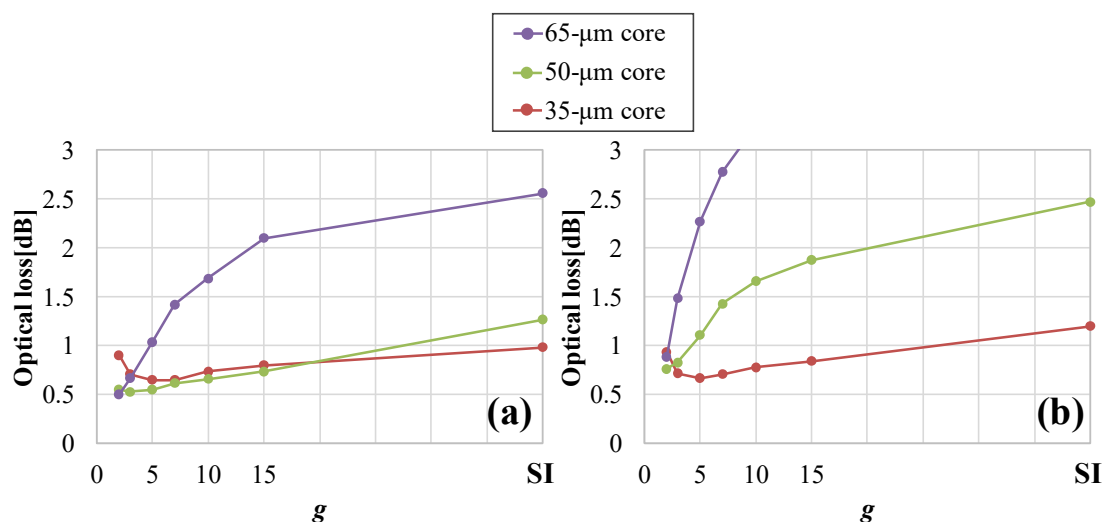 65-μm core
50-μm core
35-μm core
3
2.5
2
1.5
1
0.5
0
Optical loss[dB]
0 5 10 15 SI
g
(a)
3
2.5
2
1.5
1
0.5
0
Optical loss[dB]
0 5 10 15 SI
g
(b)